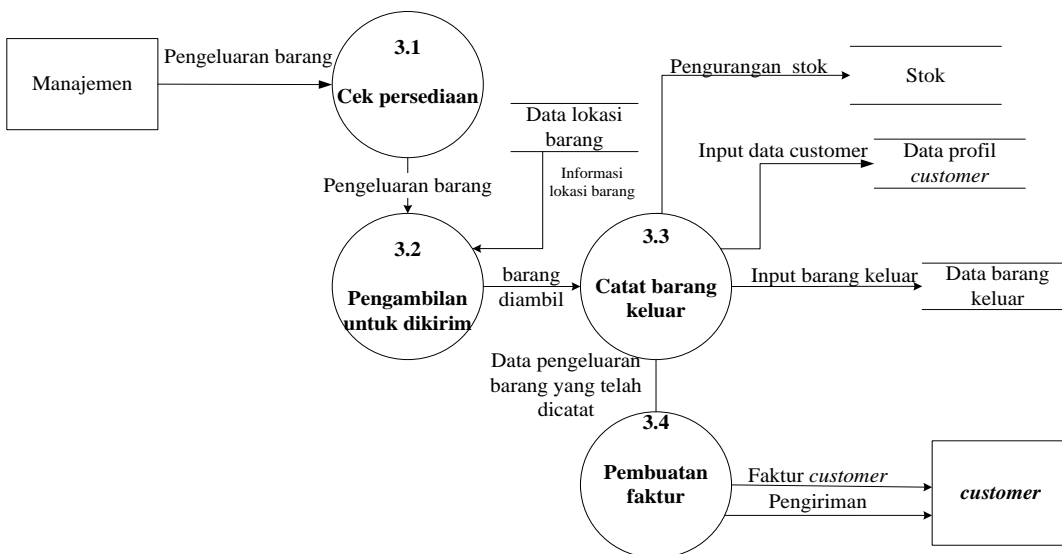 Manajemen
Pengeluaran barang
3.1
Cek persediaan
Pengeluaran barang
Data lokasi
barang
Informasi
lokasi barang
3.2
Pengambilan
untuk dikirim
barang
diambil
3.3
Catat barang
keluar
Pengurangan stok
Stok
Input data customer
Data profil
customer
Input barang keluar
Data barang
keluar
Data pengeluaran
barang yang telah
dicatat
3.4
Pembuatan
faktur
Faktur customer
Pengiriman
customer